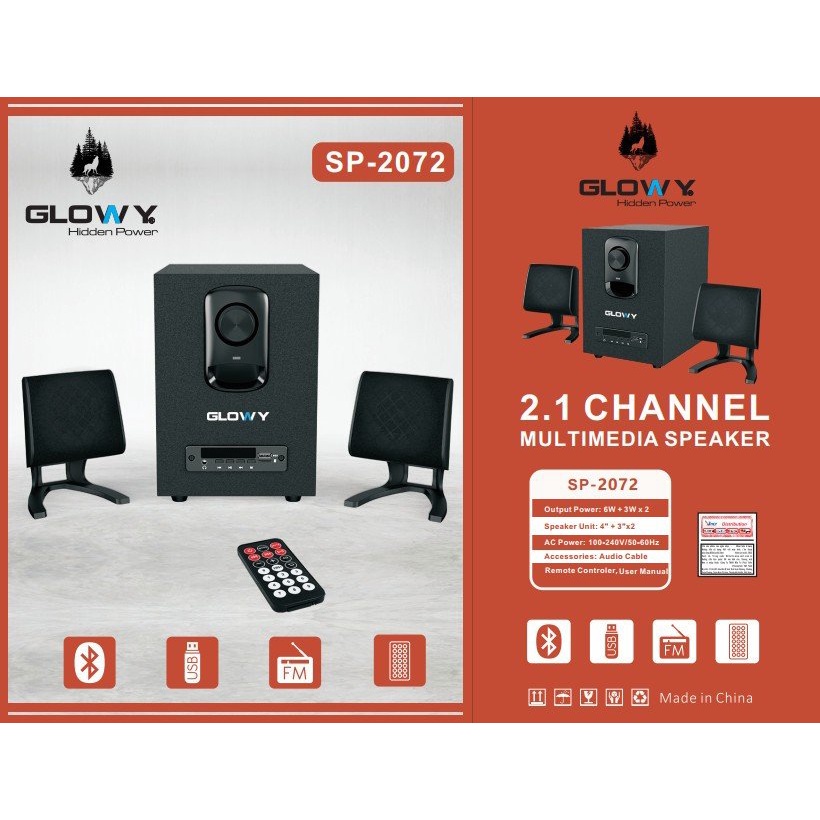 SP-2072
GLOWY
Hidden Power
GLOWY
USB
FM
GLOWY
Hidden Power
GLOWY
2.1 CHANNEL
MULTIMEDIA SPEAKER
SP-2072
Output Power: 6W + 3W x 2
Speaker Unit: 4" + 3"x2
AC Power: 100-240V/50-60Hz
Accessories: Audio Cable
Remote Controler, User Manual
Distribution
USB
FM
Made in China